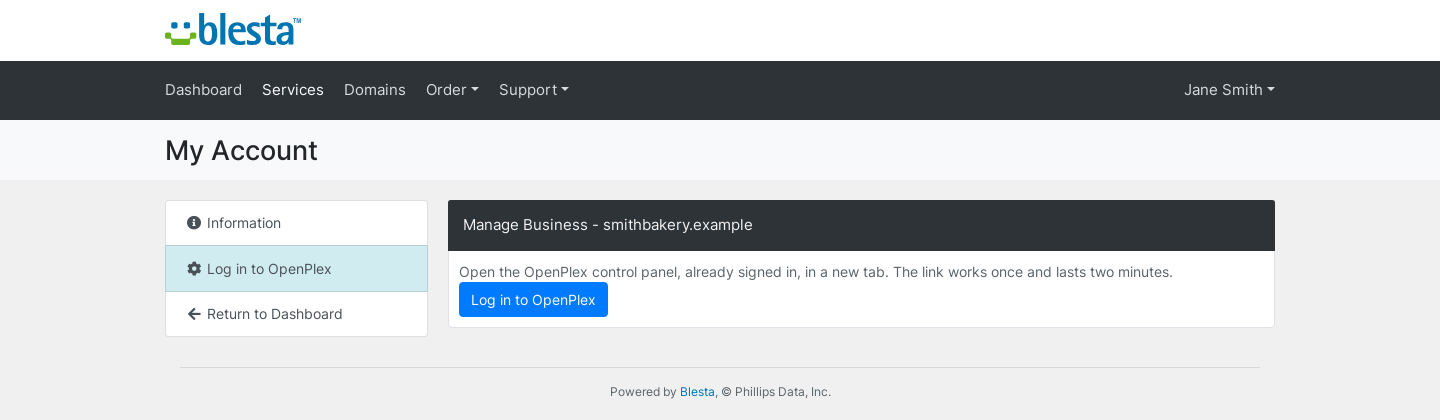 blesta™
Dashboard Services Domains Order Support Jane Smith
My Account
Information
Log in to OpenPlex
Return to Dashboard
Manage Business - smithbakery.example
Open the OpenPlex control panel, already signed in, in a new tab. The link works once and lasts two minutes.
Log in to OpenPlex
Powered by Blesta, © Phillips Data, Inc.